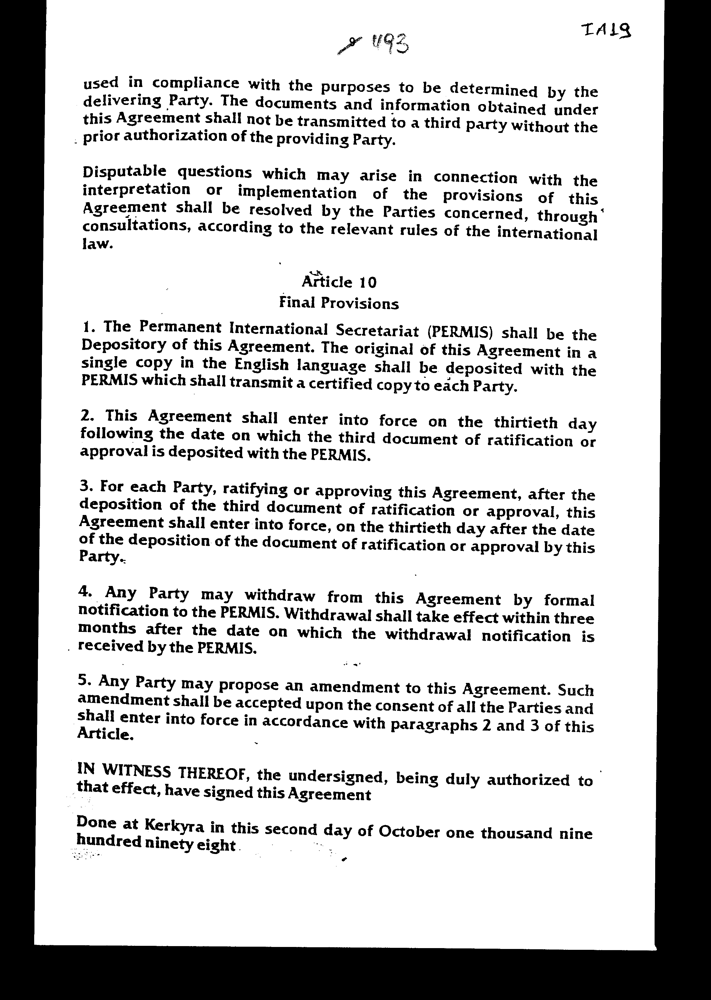 IA19
8 1193
used in compliance with the purposes to be determined by the
delivering Party. The documents and information obtained under
this Agreement shall not be transmitted to a third party without the
prior authorization of the providing Party.
Disputable questions which may arise in connection with the
interpretation or implementation of the provisions of this
Agreement shall be resolved by the Parties concerned, through
consultations, according to the relevant rules of the international
law.
Article 10
Final Provisions
1. The Permanent International Secretariat (PERMIS) shall be the
Depository of this Agreement. The original of this Agreement in a
single copy in the English language shall be deposited with the
PERMIS which shall transmit a certified copy to each Party.
2. This Agreement shall enter into force on the thirtieth day
following the date on which the third document of ratification or
approval is deposited with the PERMIS.
3. For each Party, ratifying or approving this Agreement, after the
deposition of the third document of ratification or approval, this
Agreement shall enter into force, on the thirtieth day after the date
of the deposition of the document of ratification or approval by this
Party.
4. Any Party may withdraw from this Agreement by formal
notification to the PERMIS. Withdrawal shall take effect within three
months after the date on which the withdrawal notification is
received by the PERMIS.
5. Any Party may propose an amendment to this Agreement. Such
amendment shall be accepted upon the consent of all the Parties and
shall enter into force in accordance with paragraphs 2 and 3 of this
Article.
IN WITNESS THEREOF, the undersigned, being duly authorized to
that effect, have signed this Agreement
Done at Kerkyra in this second day of October one thousand nine
hundred ninety eight